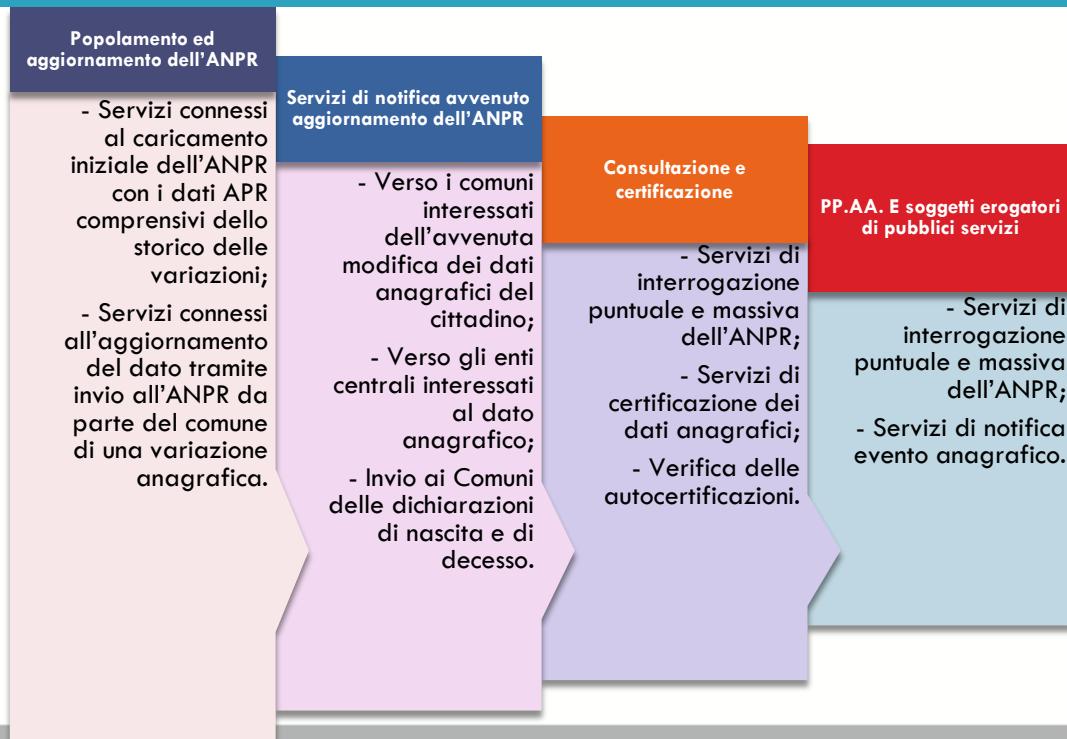 Popolamento ed
aggiornamento dell'ANPR
- Servizi connessi
al caricamento
iniziale dell'ANPR
con i dati APR
comprensivi dello
storico delle
variazioni;
- Servizi connessi
all'aggiornamento
del dato tramite
invio all'ANPR da
parte del comune
di una variazione
anagrafica.
Servizi di notifica avvenuto
aggiornamento dell'ANPR
- Verso i comuni
interessati
dell'avvenuta
modifica dei dati
anagrafici del
cittadino;
- Verso gli enti
centrali interessati
al dato
anagrafico;
- Invio ai Comuni
delle dichiarazioni
di nascita e di
decesso.
Consultazione e
certificazione
- Servizi di
interrogazione
puntuale e massiva
dell'ANPR;
- Servizi di
certificazione dei
dati anagrafici;
- Verifica delle
autocertificazioni.
PP.AA. E soggetti erogatori
di pubblici servizi
- Servizi di
interrogazione
puntuale e massiva
dell'ANPR;
- Servizi di notifica
evento anagrafico.